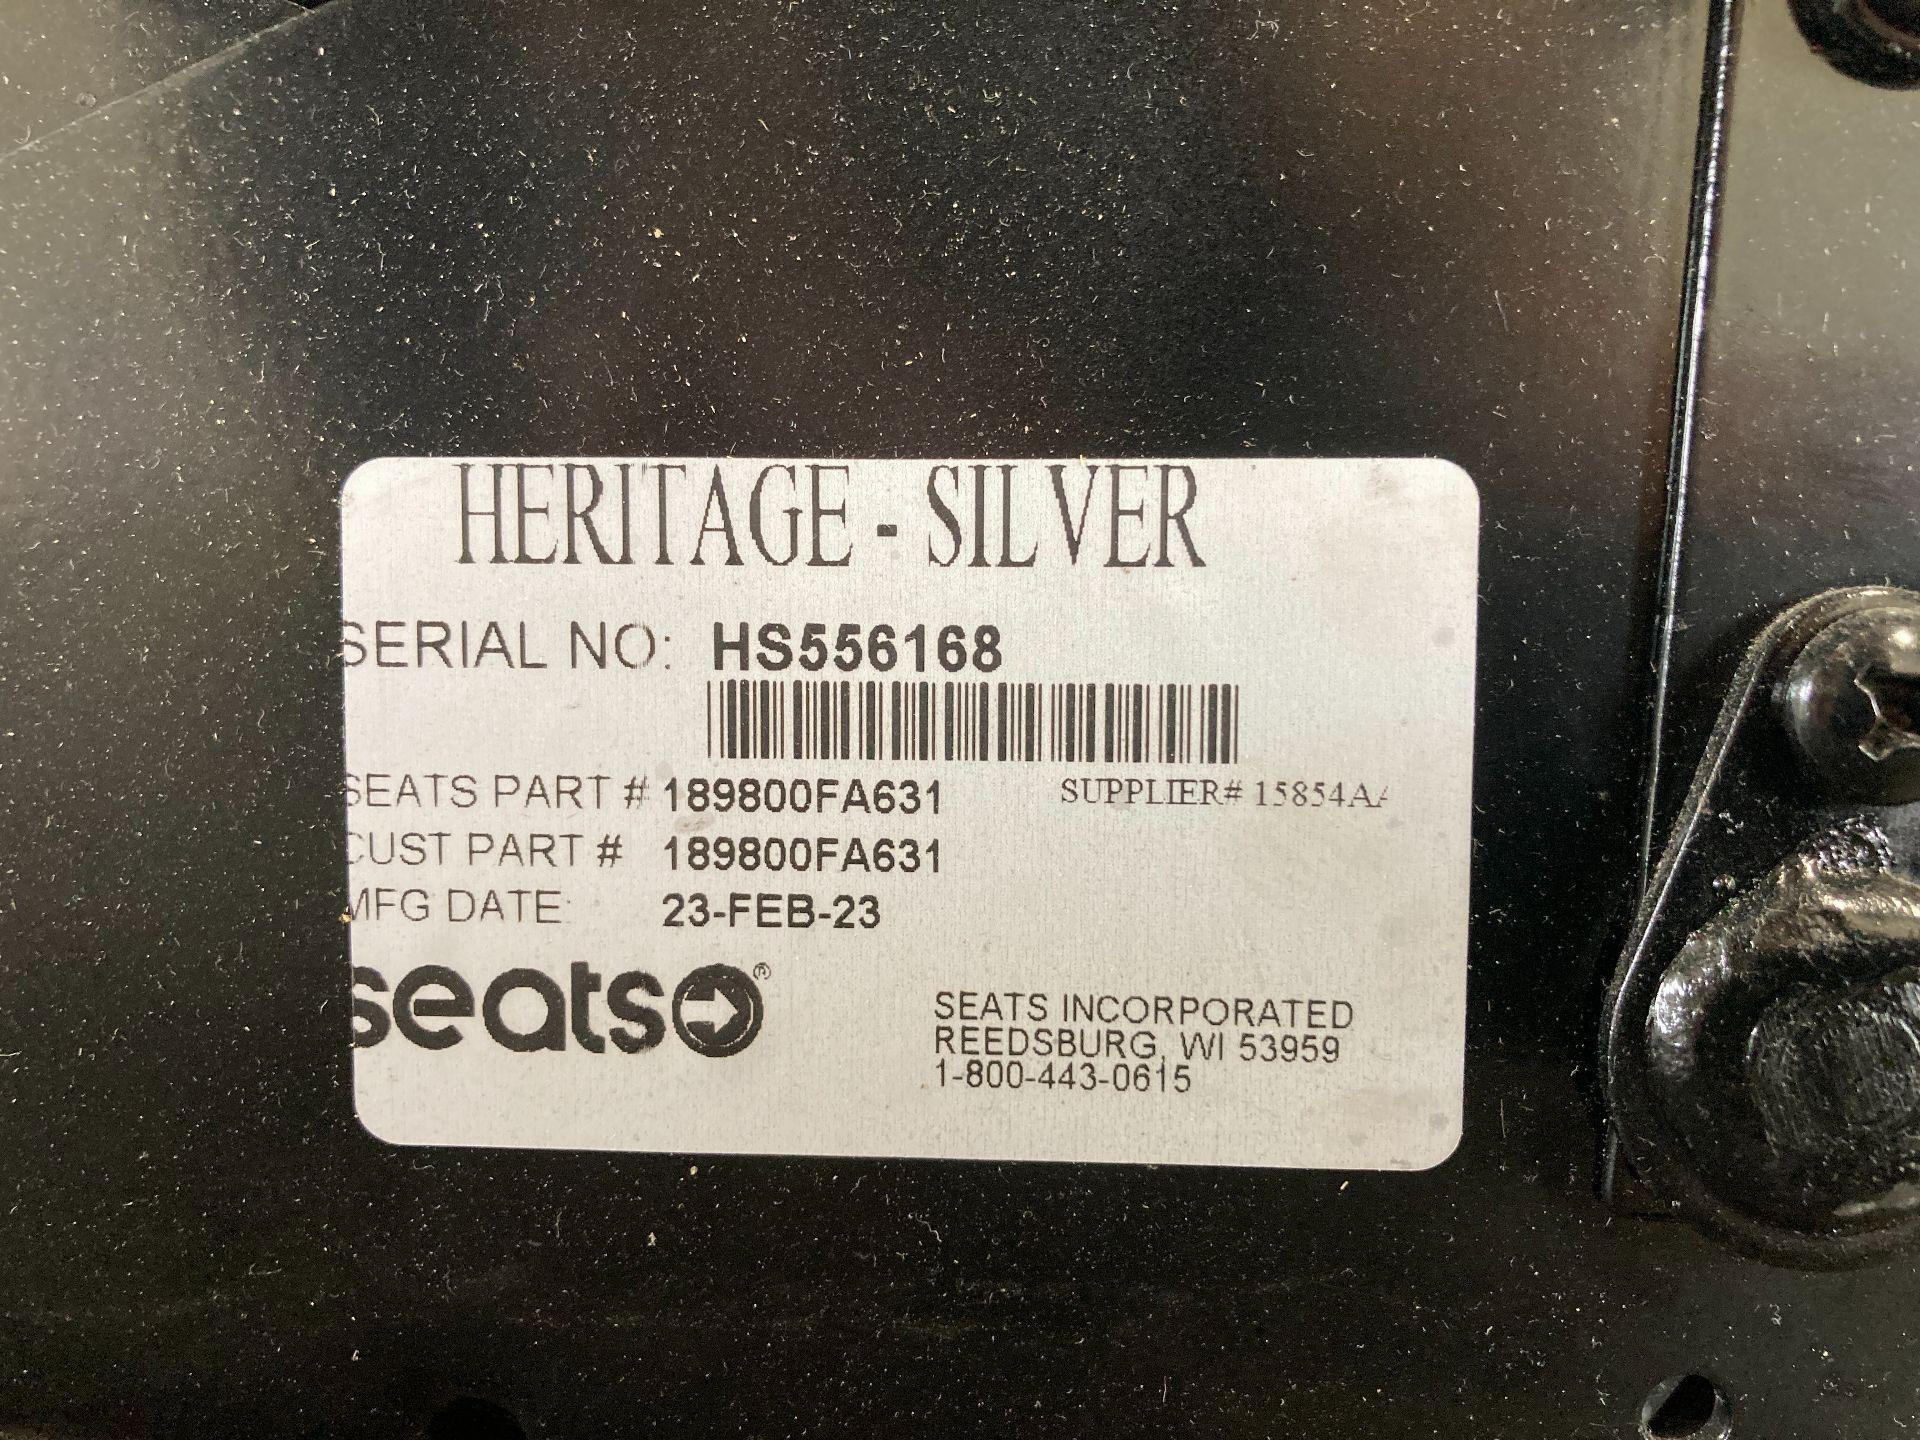 HERITAGE - SILVER
SERIAL NO: HS556168
SEATS PART # 189800FA631 SUPPLIER# 15854AA
CUST PART # 189800FA631
MFG DATE: 23-FEB-23
seats ®
SEATS INCORPORATED
REEDSBURG, WI 53959
1-800-443-0615